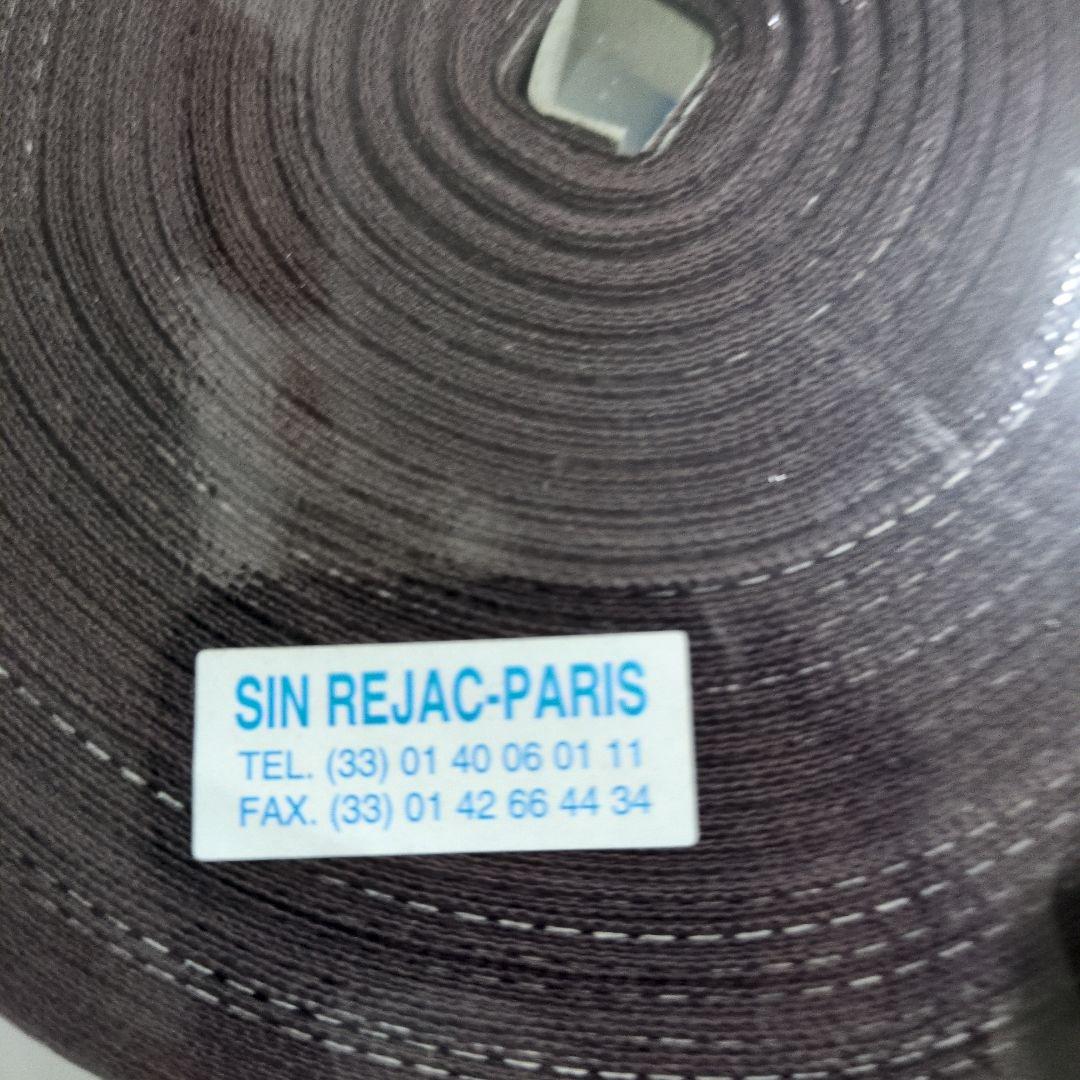 SIN REJAC-PARIS
TEL. (33) 01 40 06 01 11
FAX. (33) 01 42 66 44 34